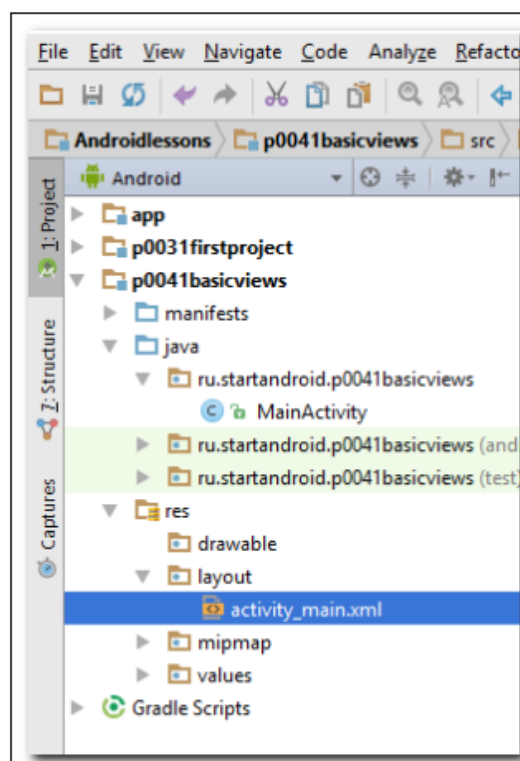 File Edit View Navigate Code Analyze Refacto
Androidlessons p0041basicviews src
Android
1: Project
app
p0031firstproject
p0041basicviews
manifests
java
ru.startandroid.p0041basicviews
MainActivity
ru.startandroid.p0041basicviews (and
ru.startandroid.p0041basicviews (test)
res
drawable
layout
activity_main.xml
mipmap
values
Gradle Scripts
7: Structure
Captures